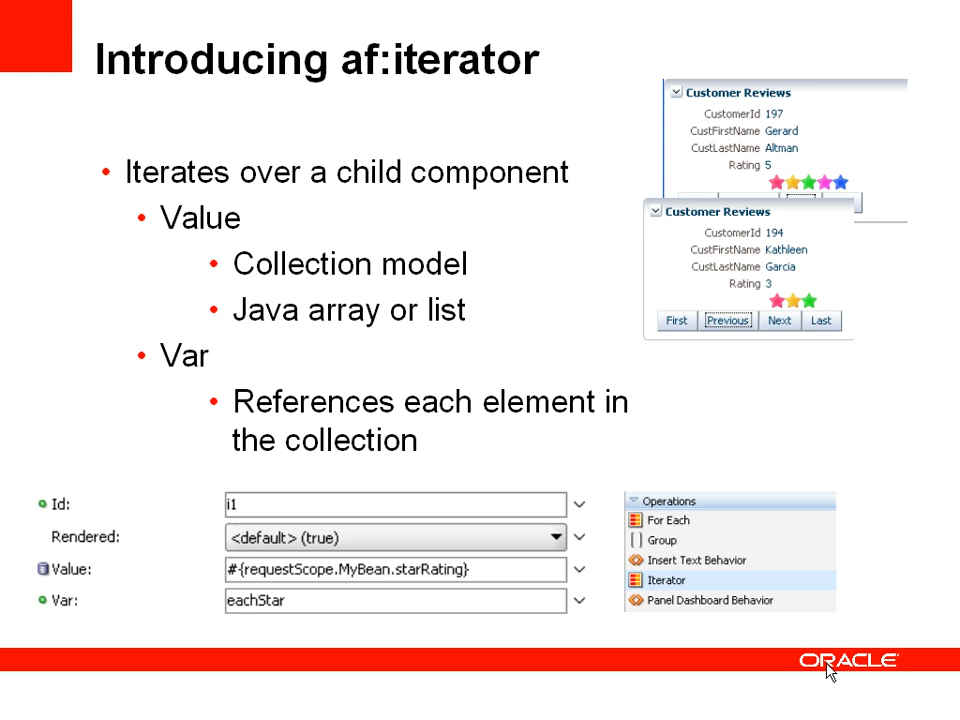 Introducing af:iterator
• Iterates over a child component
• Value
• Collection model
• Java array or list
• Var
• References each element in
the collection
Customer Reviews
CustomerId 197
CustFirstName Gerard
CustLastName Altman
Rating 5
Customer Reviews
CustomerId 194
CustFirstName Kathleen
CustLastName Garcia
Rating 3
First Previous Next Last
Id: i1
Rendered: <default> (true)
Value: #{requestScope.MyBean.starRating}
Var: eachStar
Operations
For Each
Group
Insert Text Behavior
Iterator
Panel Dashboard Behavior
ORACLE